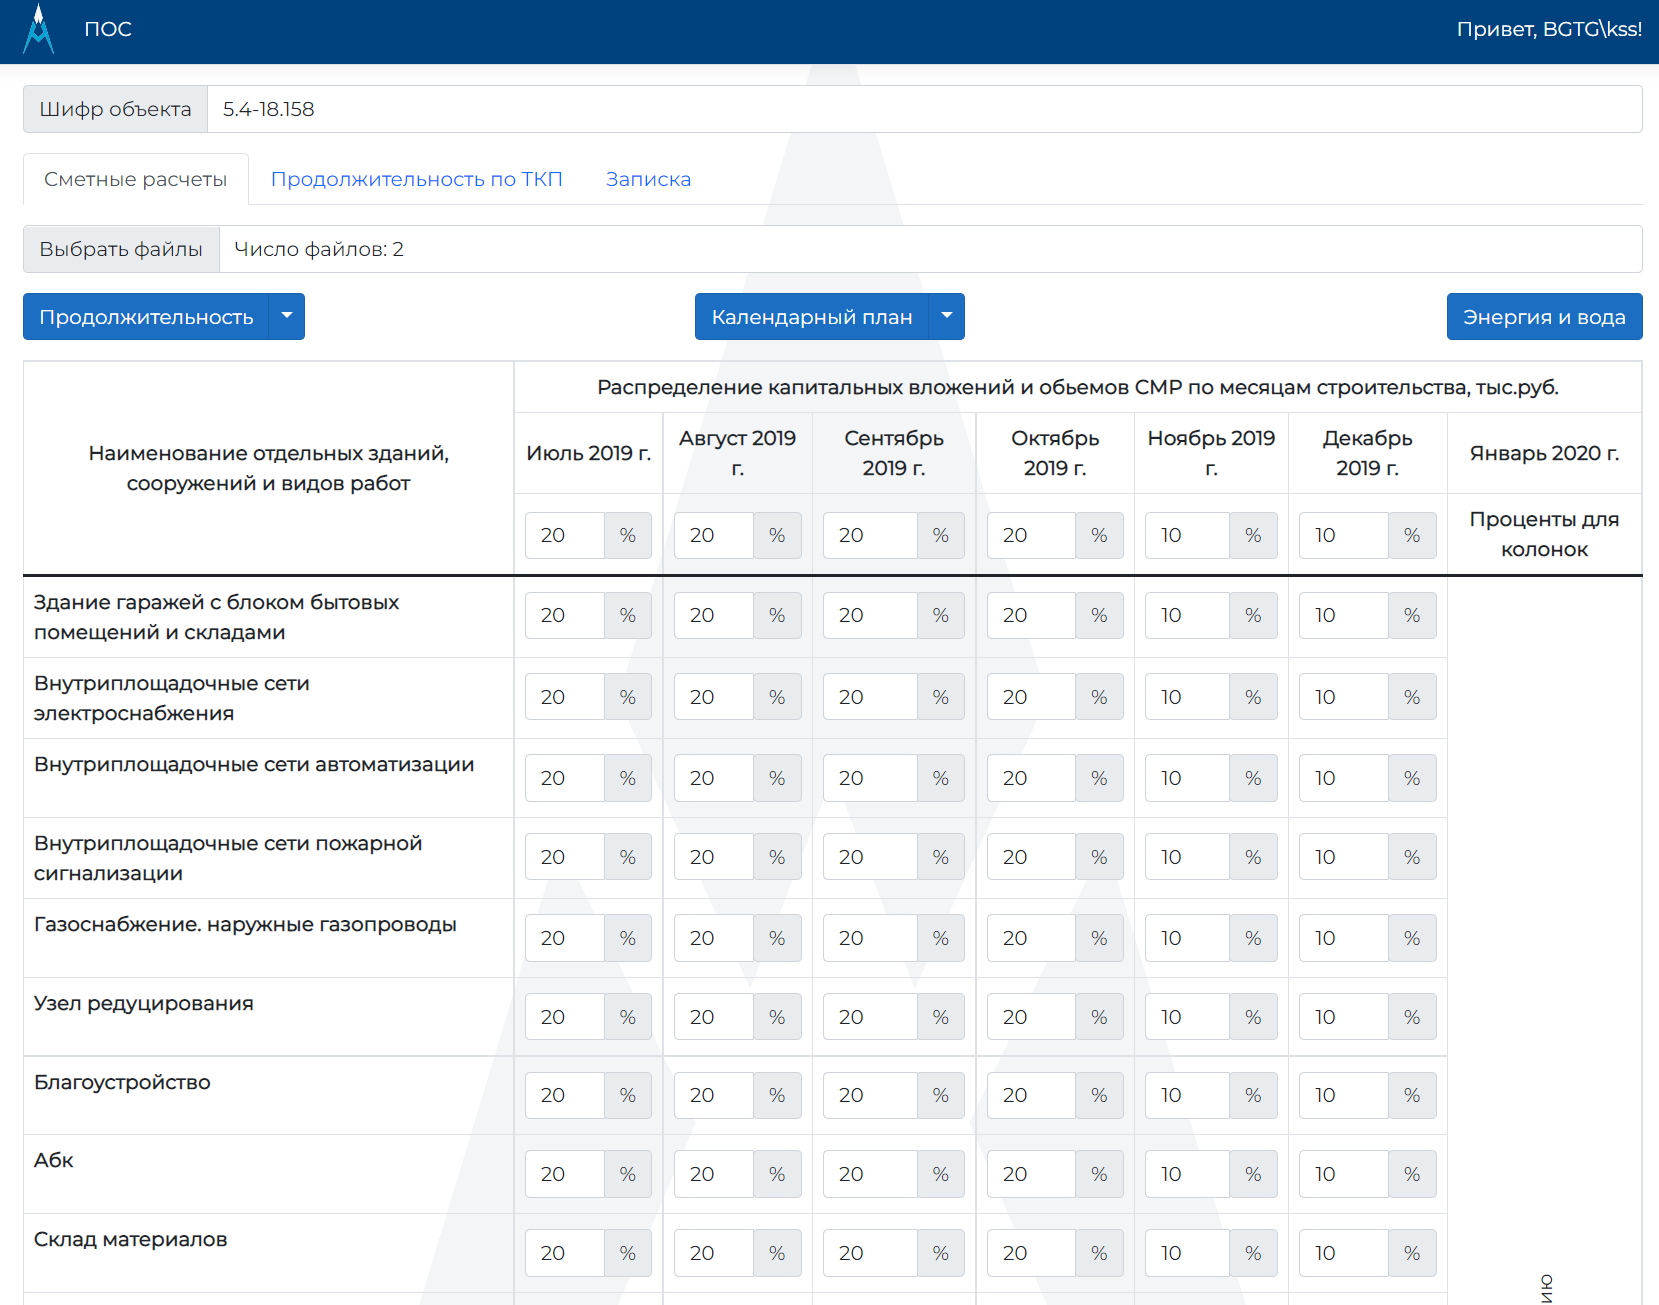 ПОС
Привет, BGTG\kss!
Шифр объекта 5.4-18.158
Сметные расчеты Продолжительность по ТКП Записка
Выбрать файлы Число файлов: 2
Продолжительность Календарный план Энергия и вода
Наименование отдельных зданий,
сооружений и видов работ
Распределение капитальных вложений и обьемов СМР по месяцам строительства, тыс.руб.
Июль 2019 г.
Август 2019
г.
Сентябрь
2019 г.
Октябрь
2019 г.
Ноябрь 2019
г.
Декабрь
2019 г.
Январь 2020 г.
20 % 20 % 20 % 20 % 10 % 10 %
Проценты для
колонок
Здание гаражей с блоком бытовых
помещений и складами
20 % 20 % 20 % 20 % 10 % 10 %
Внутриплощадочные сети
электроснабжения
20 % 20 % 20 % 20 % 10 % 10 %
Внутриплощадочные сети автоматизации
20 % 20 % 20 % 20 % 10 % 10 %
Внутриплощадочные сети пожарной
сигнализации
20 % 20 % 20 % 20 % 10 % 10 %
Газоснабжение. наружные газопроводы
20 % 20 % 20 % 20 % 10 % 10 %
Узел редуцирования
20 % 20 % 20 % 20 % 10 % 10 %
Благоустройство
20 % 20 % 20 % 20 % 10 % 10 %
Абк
20 % 20 % 20 % 20 % 10 % 10 %
Склад материалов
20 % 20 % 20 % 20 % 10 % 10 %